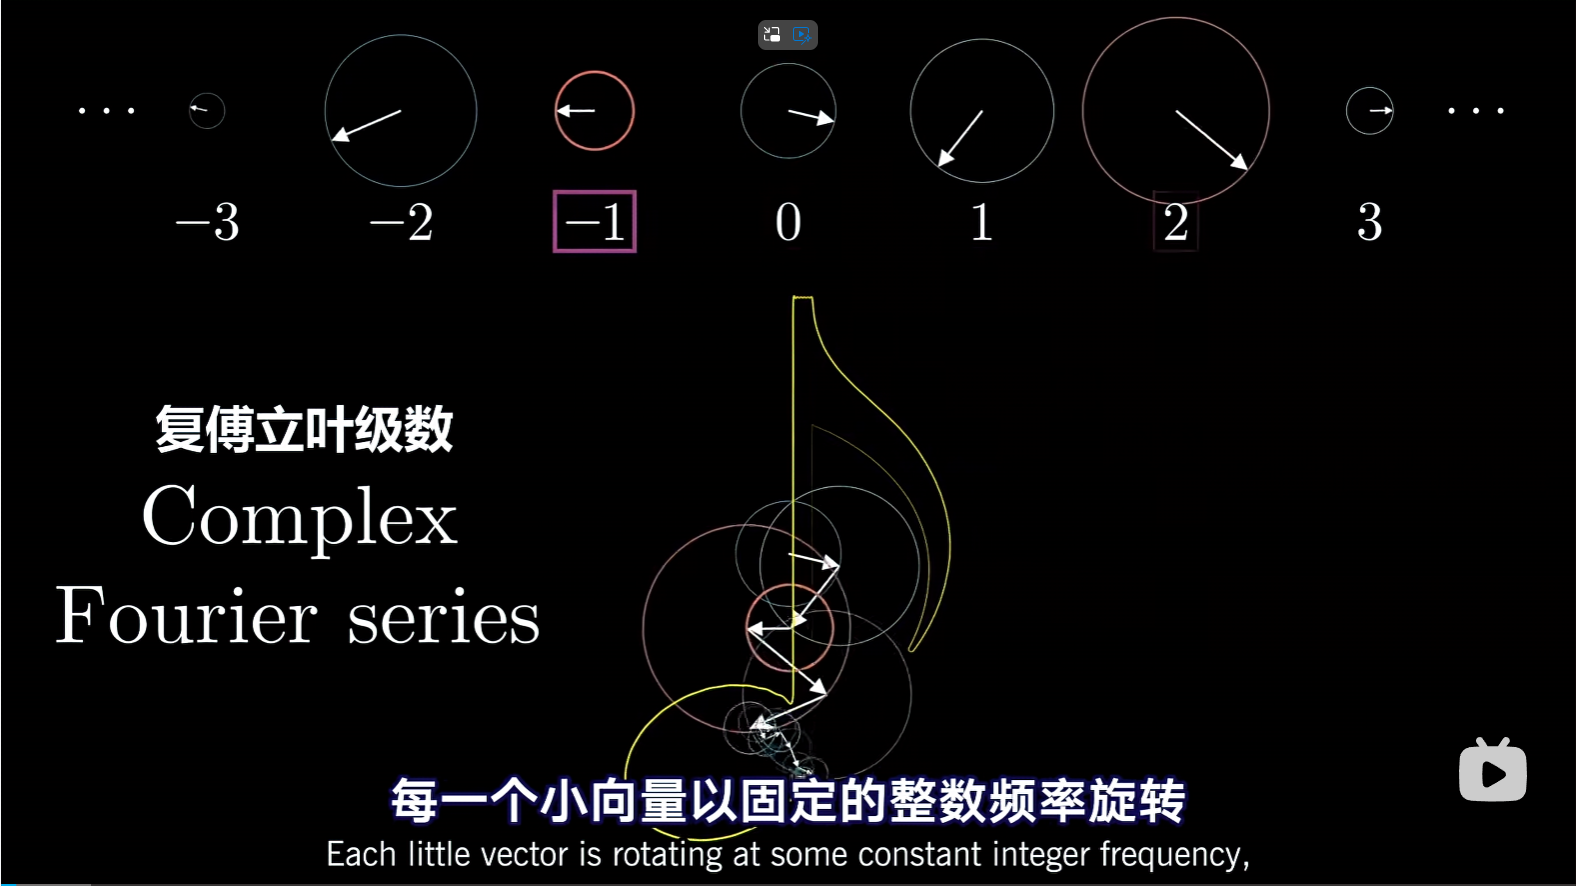 ... ...
−3 −2 −1 0 1 2 3
复傅立叶级数
Complex
Fourier series
每一个小向量以固定的整数频率旋转
Each little vector is rotating at some constant integer frequency,